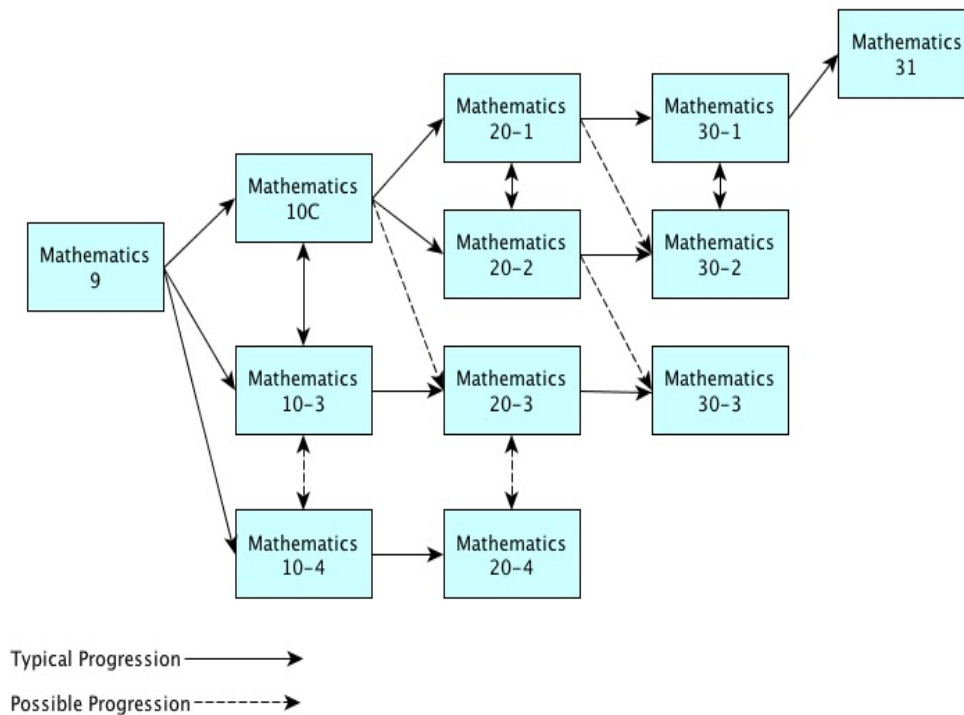 Mathematics
31
Mathematics
20-1
Mathematics
30-1
Mathematics
10C
Mathematics
20-2
Mathematics
30-2
Mathematics
9
Mathematics
10-3
Mathematics
20-3
Mathematics
30-3
Mathematics
10-4
Mathematics
20-4
Typical Progression
Possible Progression